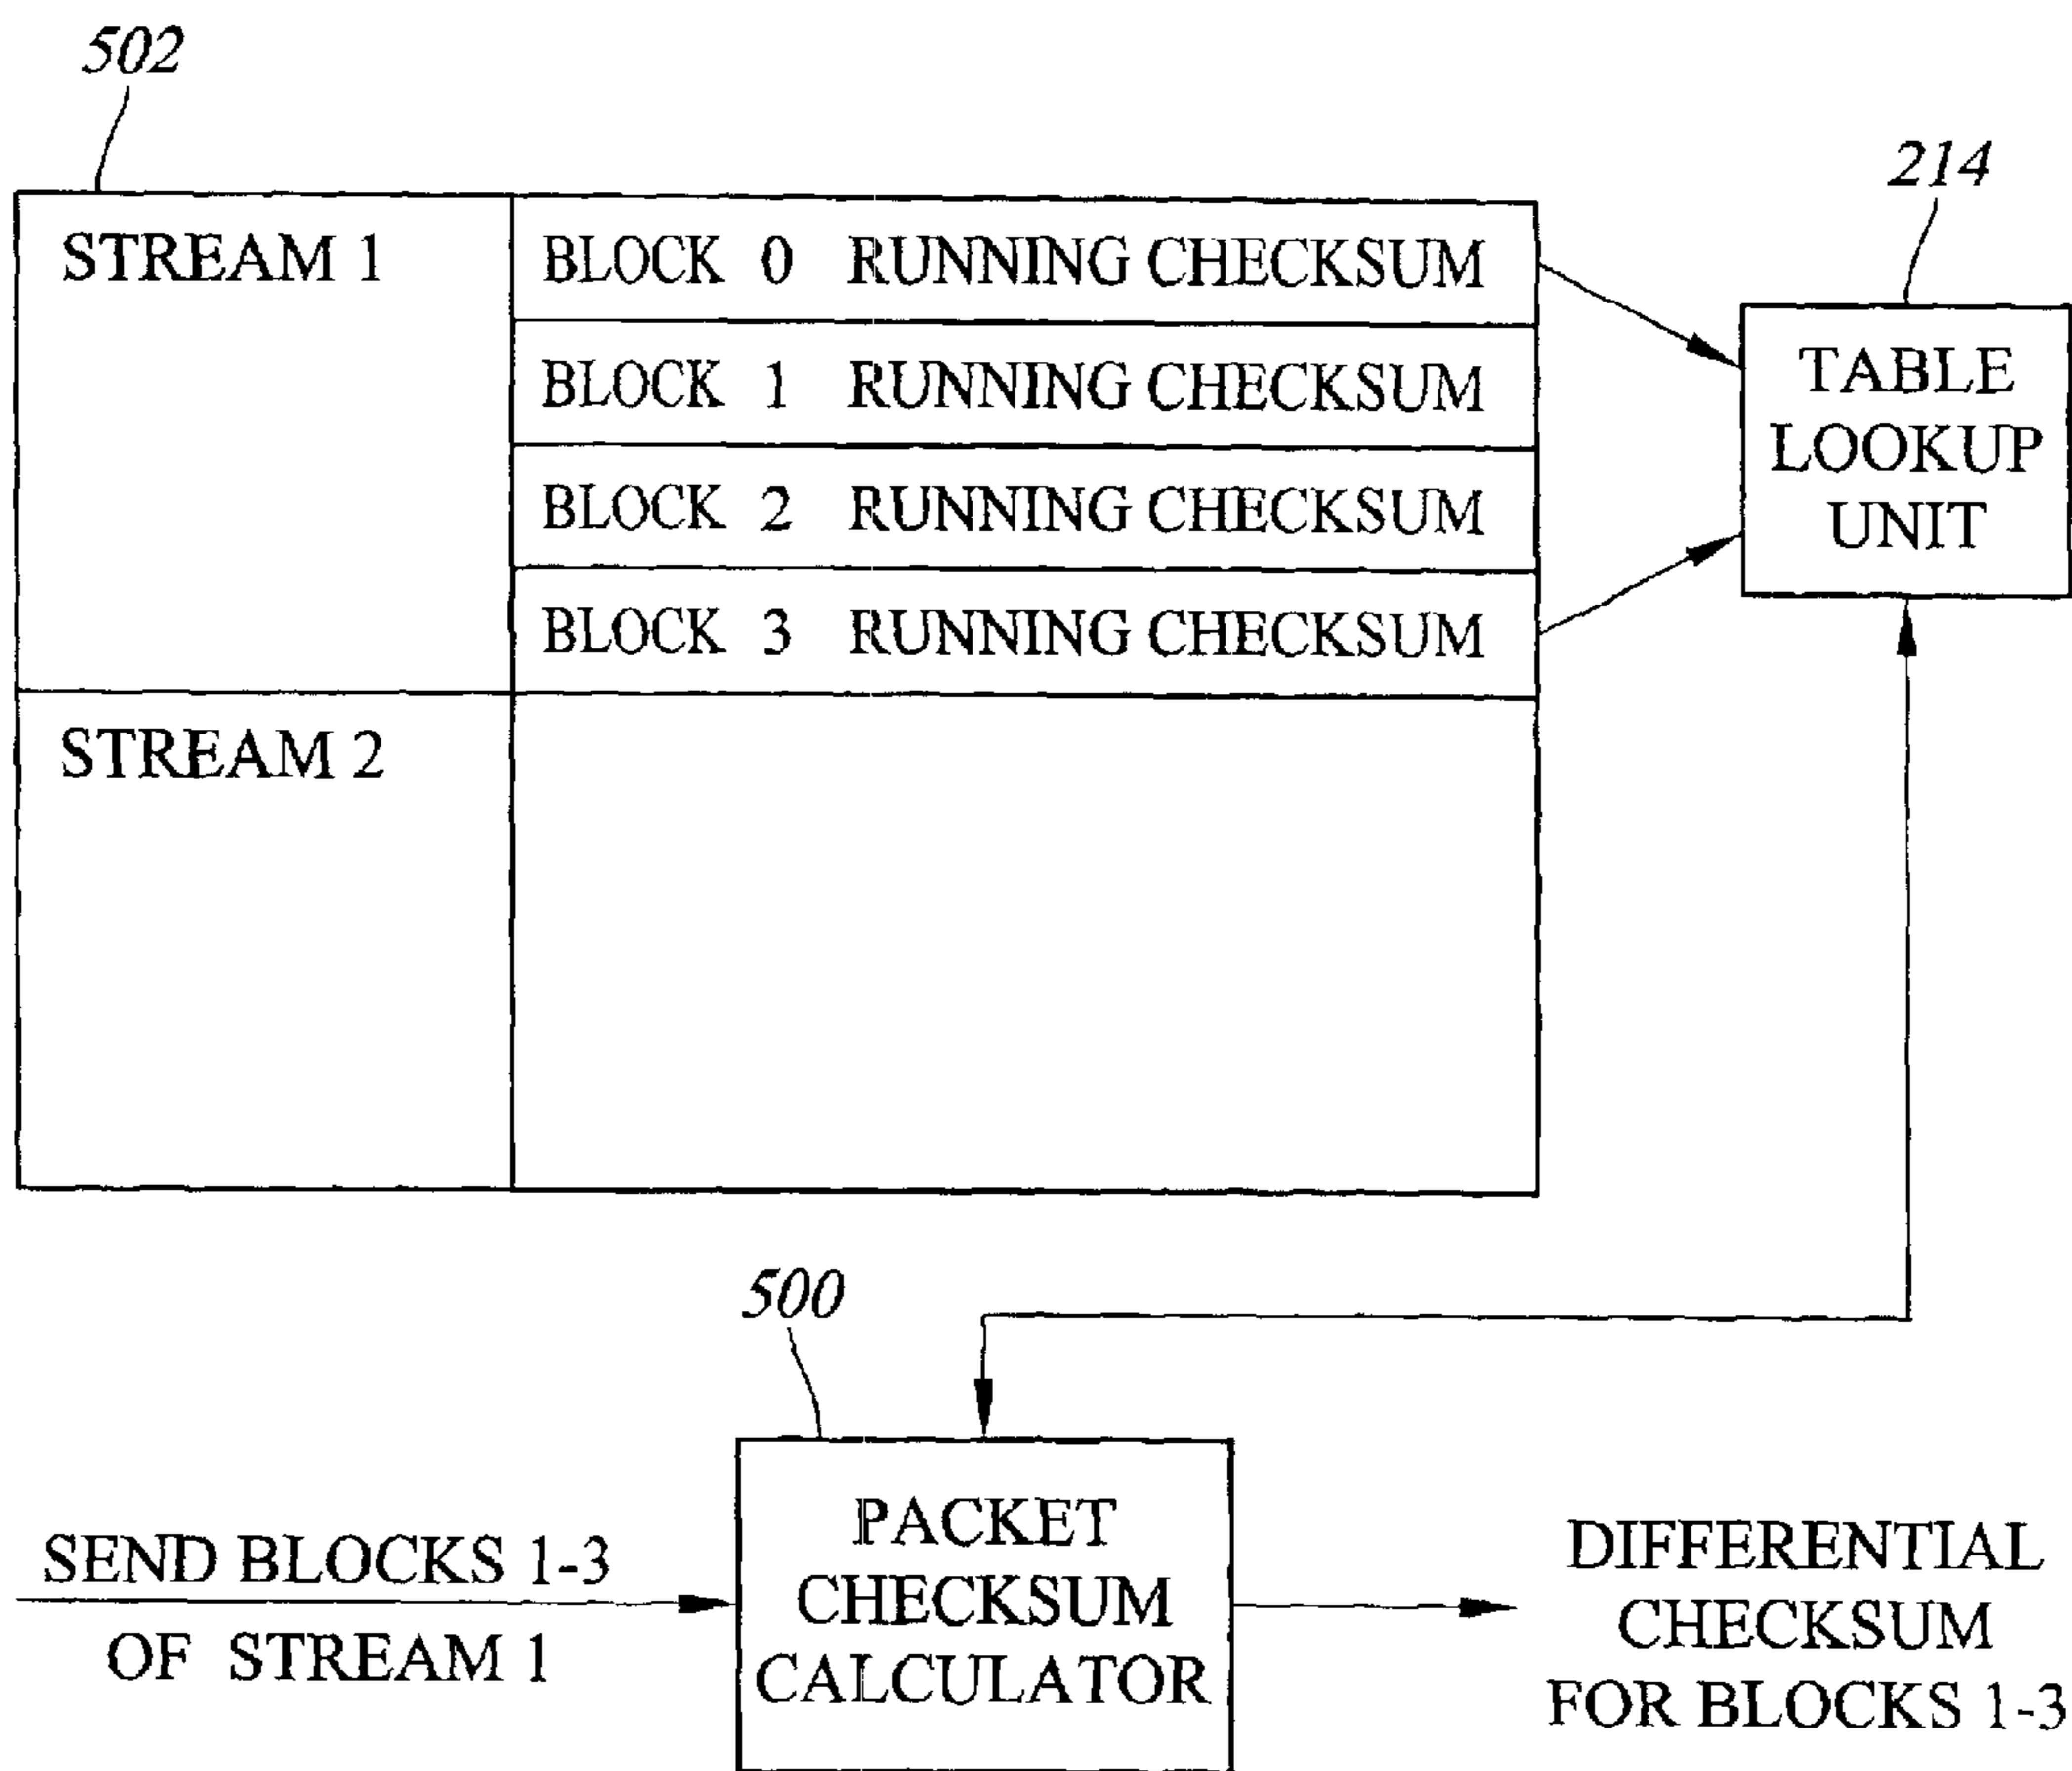 502
214
STREAM 1
BLOCK 0 RUNNING CHECKSUM
BLOCK 1 RUNNING CHECKSUM
BLOCK 2 RUNNING CHECKSUM
BLOCK 3 RUNNING CHECKSUM
TABLE
LOOKUP
UNIT
STREAM 2
500
SEND BLOCKS 1-3
OF STREAM 1
PACKET
CHECKSUM
CALCULATOR
DIFFERENTIAL
CHECKSUM
FOR BLOCKS 1-3